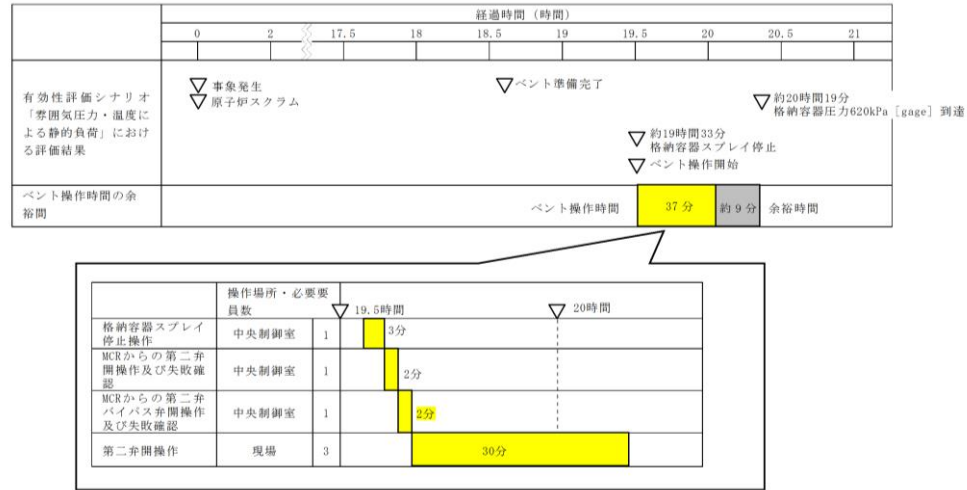 経過時間（時間）
0 2 17.5 18 18.5 19 19.5 20 20.5 21
有効性評価シナリオ
「雰囲気圧力・温度に
よる静的負荷」におけ
る評価結果
事象発生
原子炉スクラム
ベント準備完了
約20時間19分
格納容器圧力620kPa［gage］到達
約19時間33分
格納容器スプレイ停止
ベント操作開始
ベント操作時間の余
裕間
ベント操作時間 37分 約9分 余裕時間
操作場所・必要要
員数
19.5時間 20時間
格納容器スプレイ
停止操作
中央制御室 1 3分
MCRからの第二弁
開操作及び失敗確
認
中央制御室 1 2分
MCRからの第二弁
バイパス弁開操作
及び失敗確認
中央制御室 1 2分
第二弁開操作 現場 3 30分